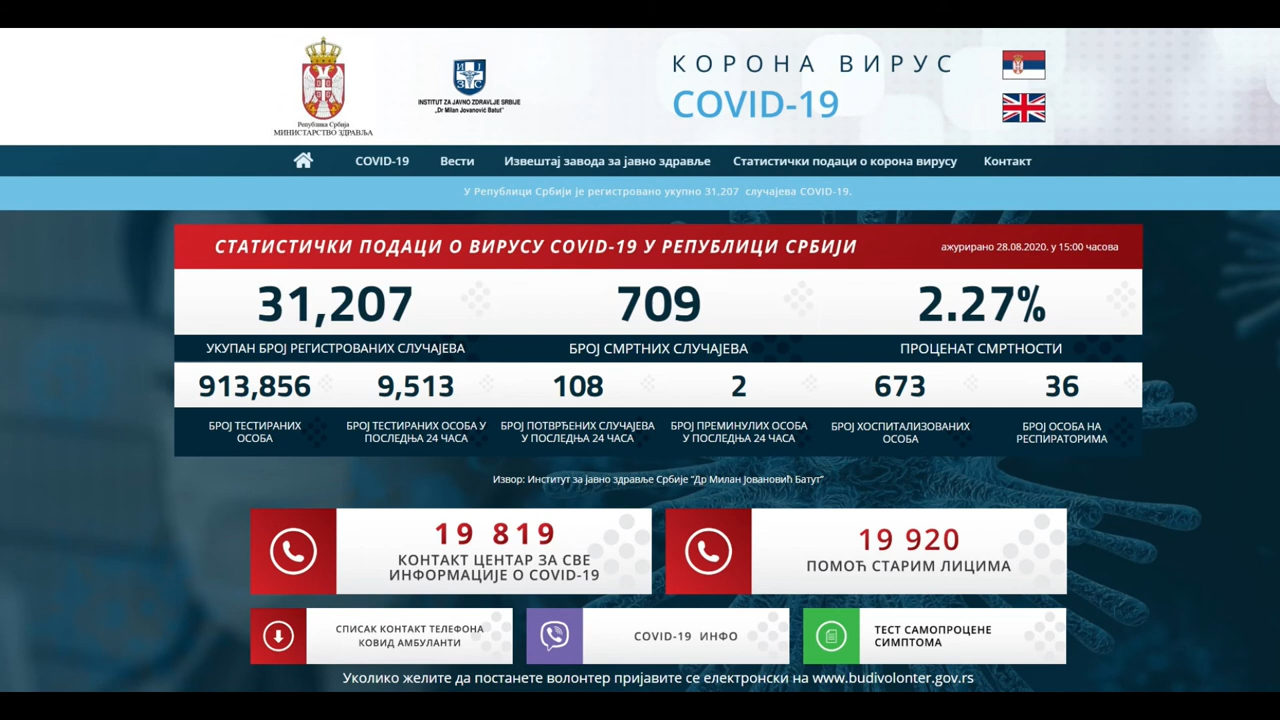 Република Србија
МИНИСТАРСТВО ЗДРАВЉА
И Ј
З С
INSTITUT ZA JAVNO ZDRAVLJE SRBIJE
„Dr Milan Jovanović Batut”
КОРОНА ВИРУС
COVID-19
COVID-19 Вести Извештај завода за јавно здравље Статистички подаци о корона вирусу Контакт
У Републици Србији је регистровано укупно 31,207 случајева COVID-19.
СТАТИСТИЧКИ ПОДАЦИ О ВИРУСУ COVID-19 У РЕПУБЛИЦИ СРБИЈИ
ажурирано 28.08.2020. у 15:00 часова
31,207 709 2.27%
УКУПАН БРОЈ РЕГИСТРОВАНИХ СЛУЧАЈЕВА БРОЈ СМРТНИХ СЛУЧАЈЕВА ПРОЦЕНАТ СМРТНОСТИ
913,856 9,513 108 2 673 36
БРОЈ ТЕСТИРАНИХ
ОСОБА
БРОЈ ТЕСТИРАНИХ ОСОБА У
ПОСЛЕДЊА 24 ЧАСА
БРОЈ ПОТВРЂЕНИХ СЛУЧАЈЕВА
У ПОСЛЕДЊА 24 ЧАСА
БРОЈ ПРЕМИНУЛИХ ОСОБА
У ПОСЛЕДЊА 24 ЧАСА
БРОЈ ХОСПИТАЛИЗОВАНИХ
ОСОБА
БРОЈ ОСОБА НА
РЕСПИРАТОРИМА
Извор: Институт за јавно здравље Србије “Др Милан Јовановић Батут”
19 819
КОНТАКТ ЦЕНТАР ЗА СВЕ
ИНФОРМАЦИЈЕ О COVID-19
19 920
ПОМОЋ СТАРИМ ЛИЦИМА
СПИСАК КОНТАКТ ТЕЛЕФОНА
КОВИД АМБУЛАНТИ
COVID-19 ИНФО
ТЕСТ САМОПРОЦЕНЕ
СИМПТОМА
Уколико желите да постанете волонтер пријавите се електронски на www.budivolonter.gov.rs